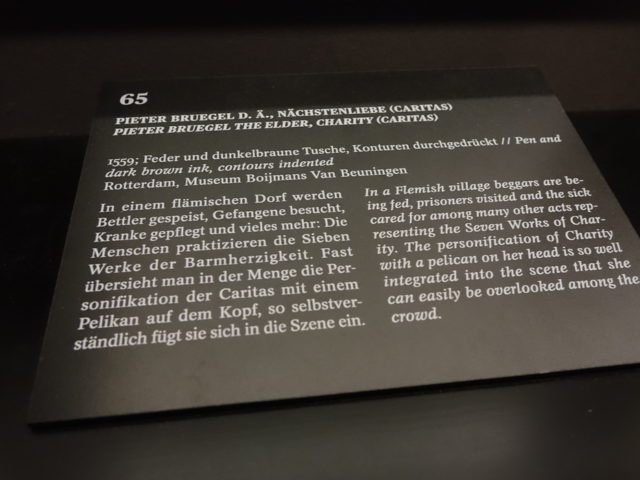 65
PIETER BRUEGEL D. Ä., NÄCHSTENLIEBE (CARITAS)
PIETER BRUEGEL THE ELDER, CHARITY (CARITAS)
1559; Feder und dunkelbraune Tusche, Konturen durchgedrückt // Pen and
dark brown ink, contours indented
Rotterdam, Museum Boijmans Van Beuningen
In einem flämischen Dorf werden
Bettler gespeist, Gefangene besucht,
Kranke gepflegt und vieles mehr: Die
Menschen praktizieren die Sieben
Werke der Barmherzigkeit. Fast
übersieht man in der Menge die Per-
sonifikation der Caritas mit einem
Pelikan auf dem Kopf, so selbstver-
ständlich fügt sie sich in die Szene ein.
In a Flemish village beggars are be-
ing fed, prisoners visited and the sick
cared for among many other acts rep-
resenting the Seven Works of Char-
ity. The personification of Charity
with a pelican on her head is so well
integrated into the scene that she
can easily be overlooked among the
crowd.